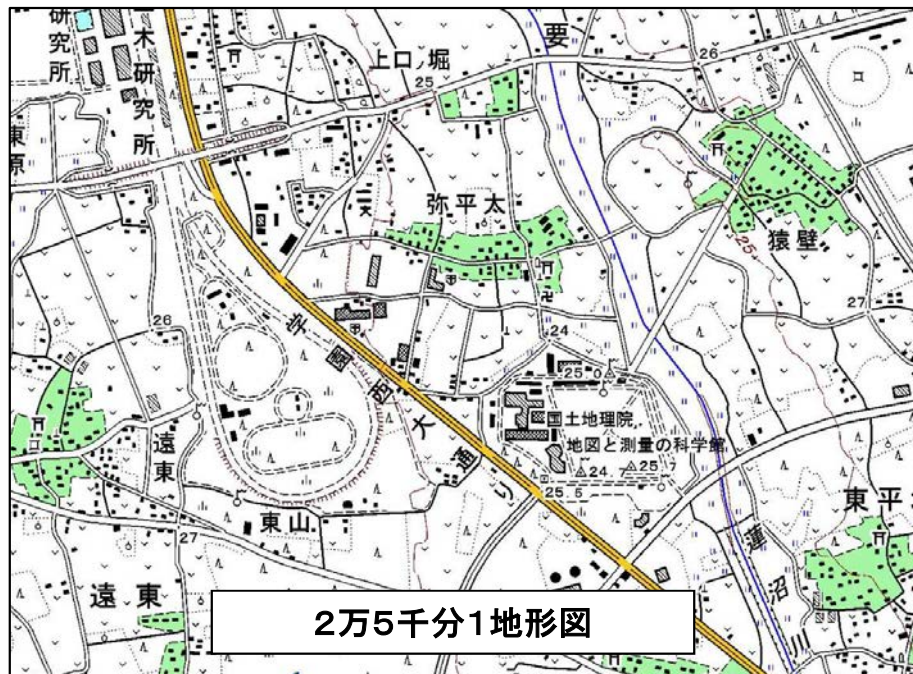 研究所
木研究所
上口ノ堀
要
25
26
東原
弥平太
猿壁
25
27
26
24
学園西大通り
25.0
国土地理院
地図と測量の科学館
24.7
25.7
25.5
遠東
東山
27
遠東
東平
蓮沼川
2万5千分1地形図